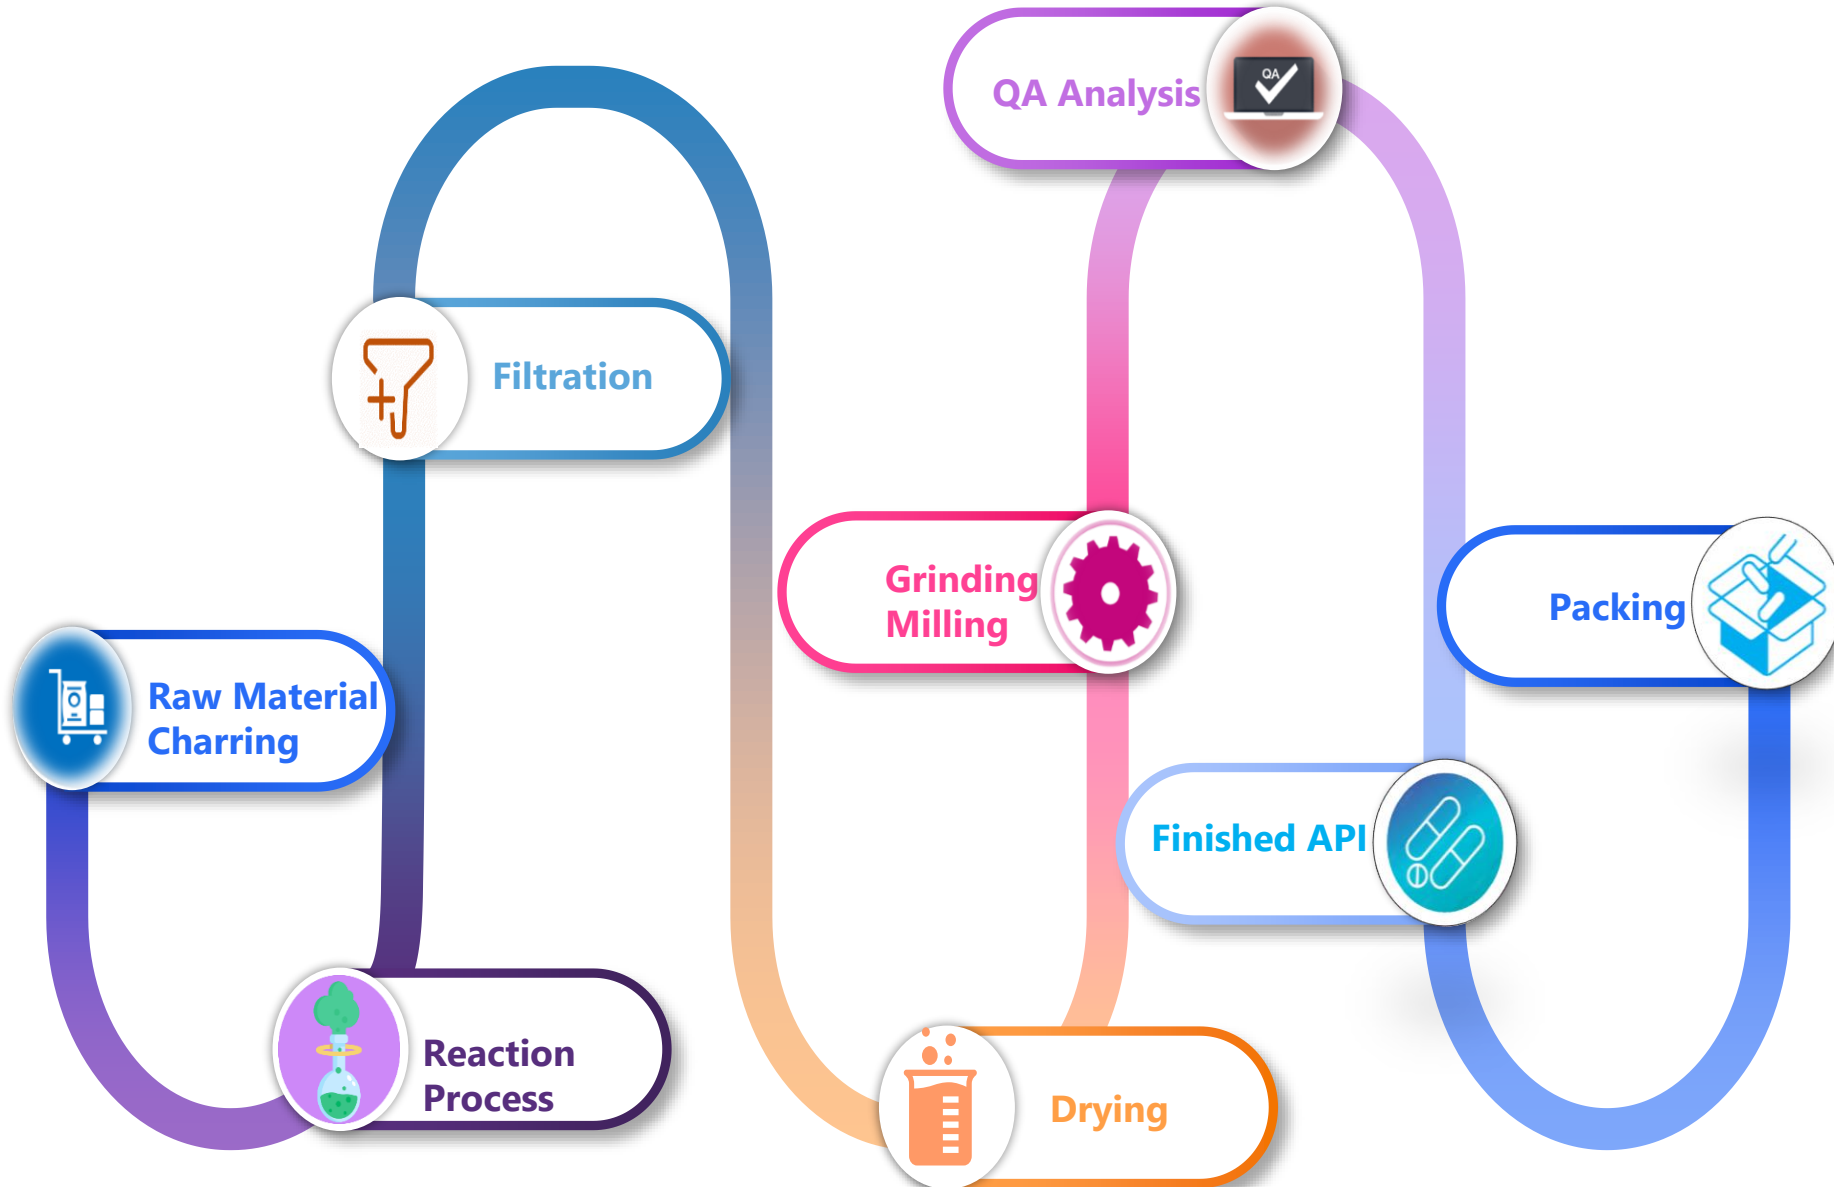 Raw Material
Charring
Reaction
Process
Filtration
Drying
Grinding
Milling
QA Analysis
QA
Finished API
Packing